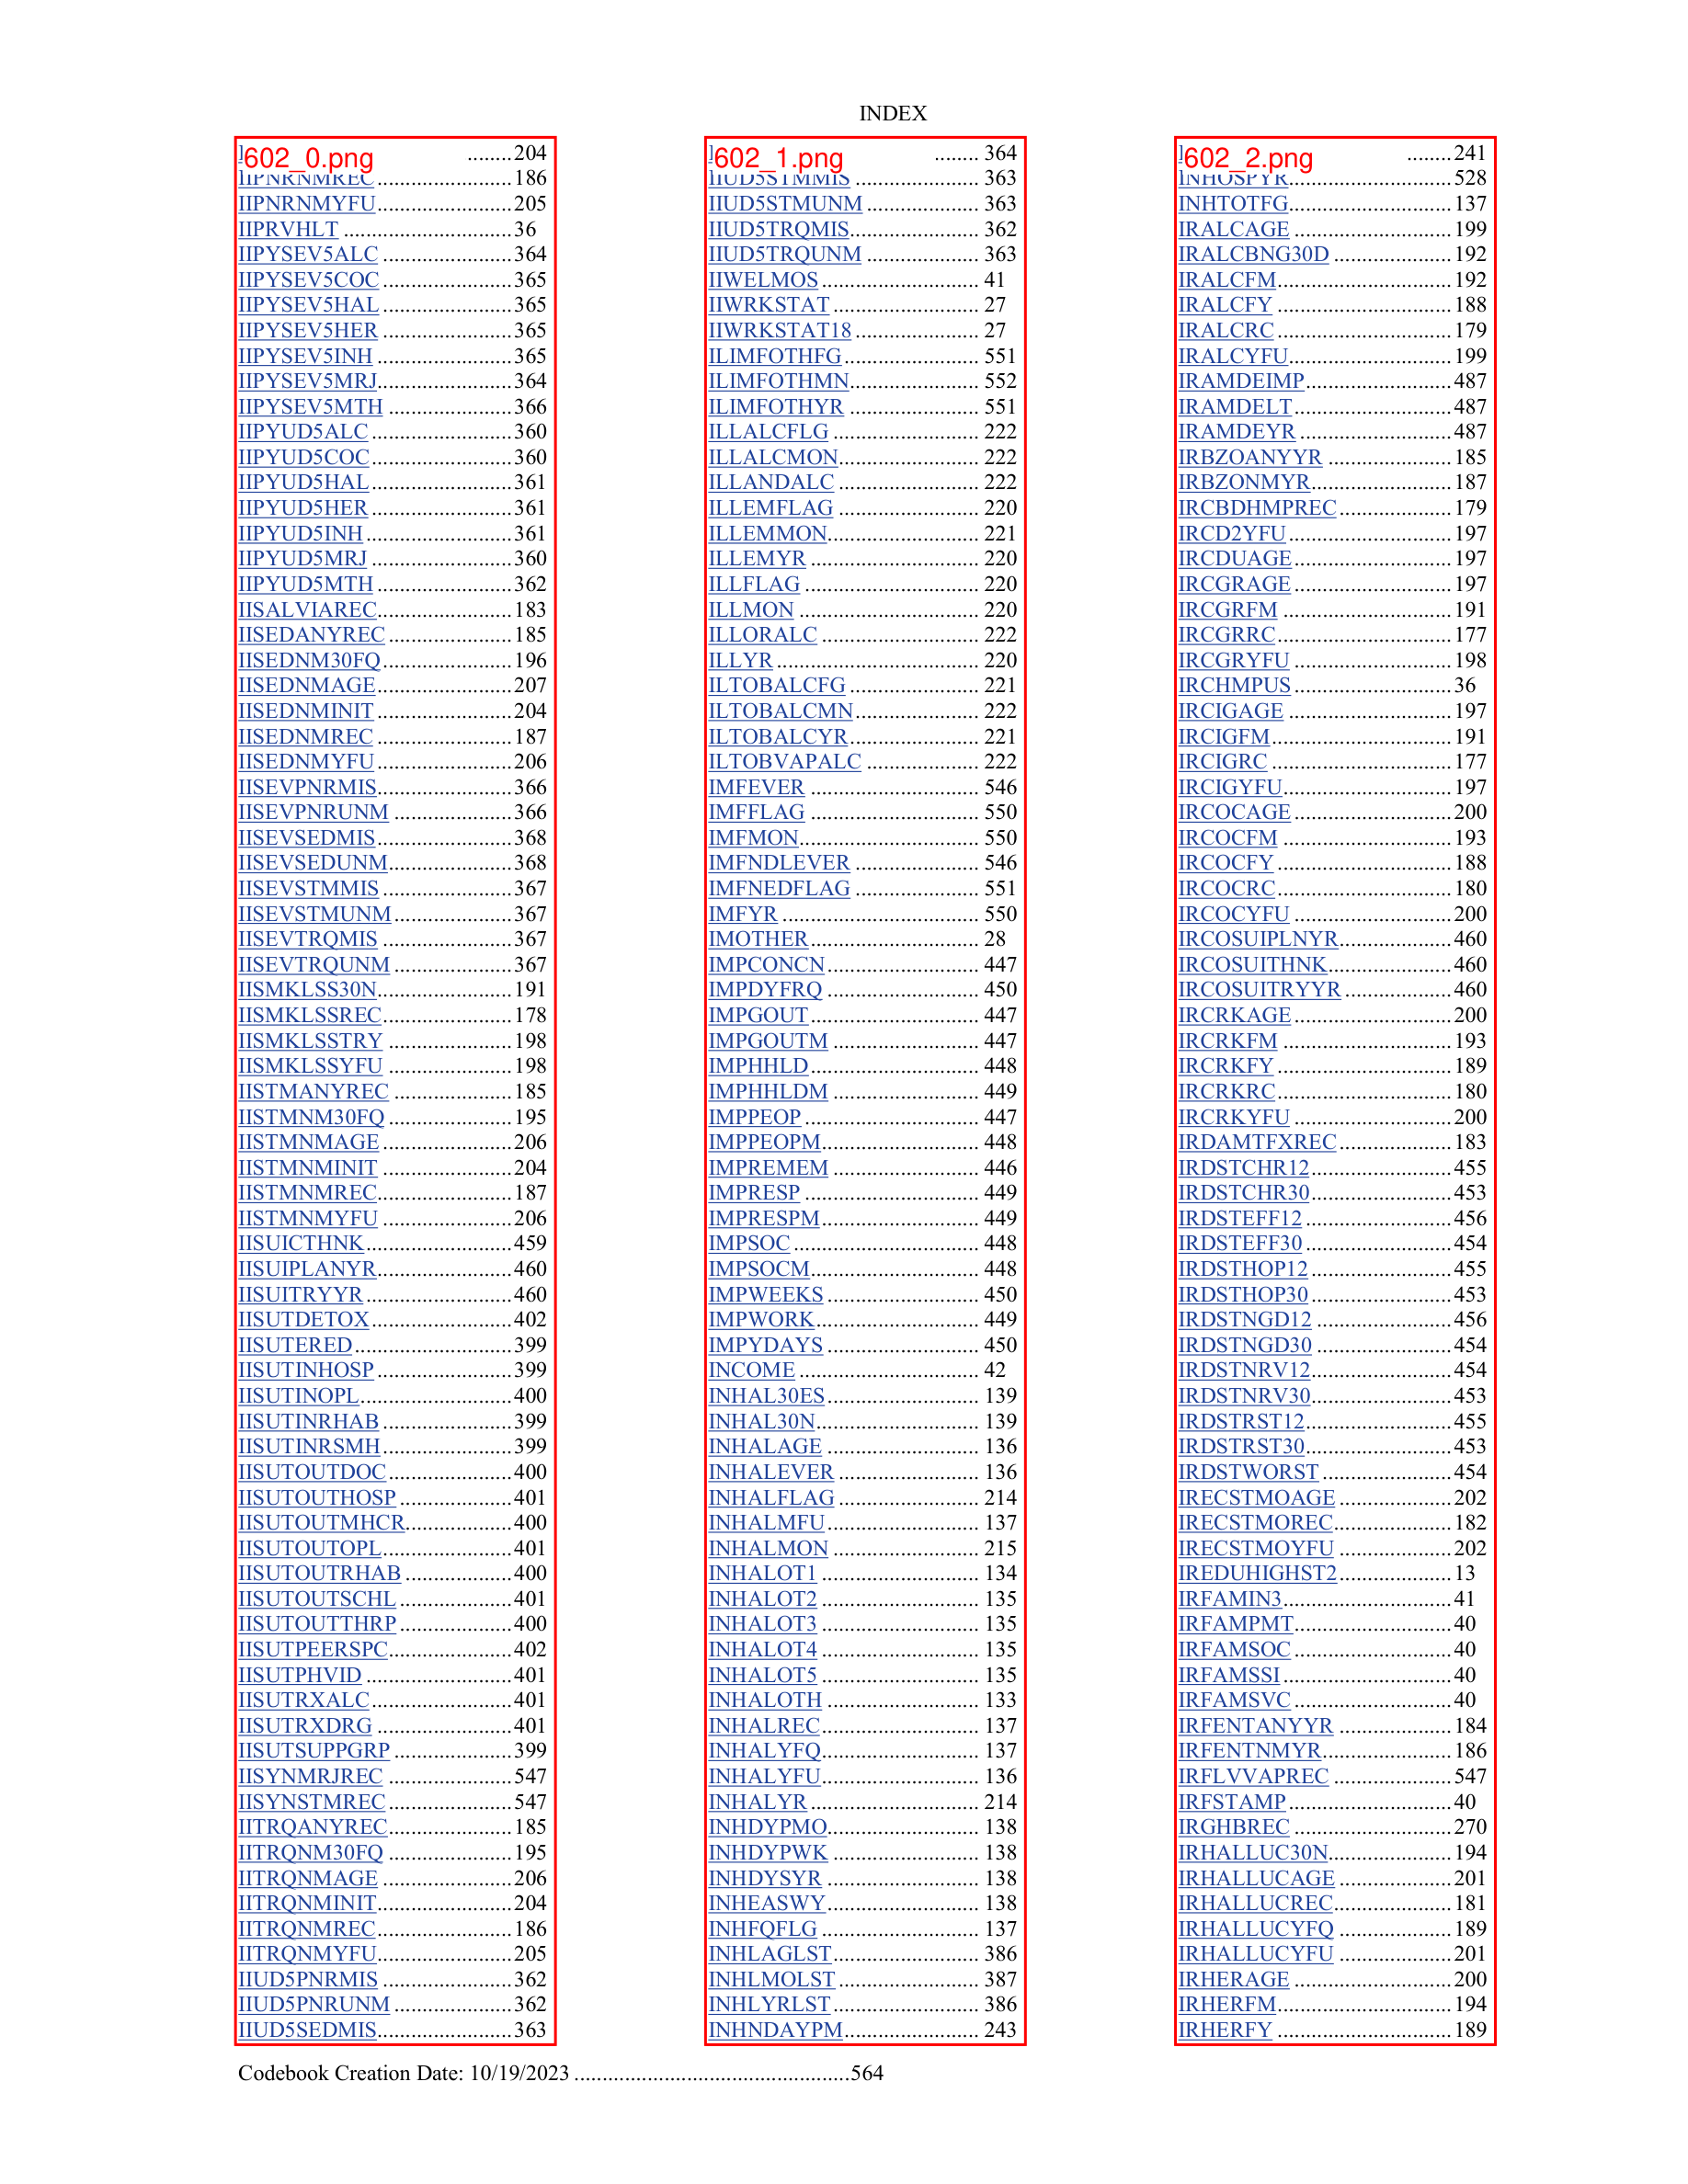 INDEX
602_0.png ........204
IIPNRNMREC........................186
IIPNRNMYFU........................205
IIPRVHLT ..............................36
IIPYSEV5ALC .......................364
IIPYSEV5COC.......................365
IIPYSEV5HAL.......................365
IIPYSEV5HER .......................365
IIPYSEV5INH ........................365
IIPYSEV5MRJ........................364
IIPYSEV5MTH ......................366
IIPYUD5ALC .........................360
IIPYUD5COC.........................360
IIPYUD5HAL.........................361
IIPYUD5HER .........................361
IIPYUD5INH ..........................361
IIPYUD5MRJ .........................360
IIPYUD5MTH ........................362
IISALVIAREC........................183
IISEDANYREC ......................185
IISEDNM30FQ.......................196
IISEDNMAGE........................207
IISEDNMINIT ........................204
IISEDNMREC ........................187
IISEDNMYFU........................206
IISEVPNRMIS........................366
IISEVPNRUNM .....................366
IISEVSEDMIS ........................368
IISEVSEDUNM......................368
IISEVSTMMIS .......................367
IISEVSTMUNM.....................367
IISEVTRQMIS .......................367
IISEVTRQUNM .....................367
IISMKLSS30N........................191
IISMKLSSREC.......................178
IISMKLSSTRY ......................198
IISMKLSSYFU ......................198
IISTMANYREC .....................185
IISTMNM30FQ ......................195
IISTMNMAGE .......................206
IISTMNMINIT .......................204
IISTMNMREC........................187
IISTMNMYFU .......................206
IISUICTHNK..........................459
IISUIPLANYR........................460
IISUITRYYR ..........................460
IISUTDETOX.........................402
IISUTERED............................399
IISUTINHOSP ........................399
IISUTINOPL...........................400
IISUTINRHAB .......................399
IISUTINRSMH.......................399
IISUTOUTDOC......................400
IISUTOUTHOSP ....................401
IISUTOUTMHCR...................400
IISUTOUTOPL.......................401
IISUTOUTRHAB ...................400
IISUTOUTSCHL ....................401
IISUTOUTTHRP ....................400
IISUTPEERSPC......................402
IISUTPHVID ..........................401
IISUTRXALC.........................401
IISUTRXDRG ........................401
IISUTSUPPGRP .....................399
IISYNMRJREC ......................547
IISYNSTMREC ......................547
IITRQANYREC......................185
IITRQNM30FQ ......................195
IITRQNMAGE .......................206
IITRQNMINIT........................204
IITRQNMREC ........................186
IITRQNMYFU........................205
IIUD5PNRMIS .......................362
IIUD5PNRUNM .....................362
IIUD5SEDMIS........................363
602_1.png ........ 364
IIUD5STMMIS ...................... 363
IIUD5STMUNM .................... 363
IIUD5TRQMIS....................... 362
IIUD5TRQUNM .................... 363
IIWELMOS ............................ 41
IIWRKSTAT .......................... 27
IIWRKSTAT18 ...................... 27
ILIMFOTHFG........................ 551
ILIMFOTHMN....................... 552
ILIMFOTHYR ....................... 551
ILLALCFLG .......................... 222
ILLALCMON......................... 222
ILLANDALC ......................... 222
ILLEMFLAG ......................... 220
ILLEMMON........................... 221
ILLEMYR .............................. 220
ILLFLAG ............................... 220
ILLMON ................................ 220
ILLORALC ............................ 222
ILLYR .................................... 220
ILTOBALCFG ....................... 221
ILTOBALCMN...................... 222
ILTOBALCYR....................... 221
ILTOBVAPALC .................... 222
IMFEVER .............................. 546
IMFFLAG .............................. 550
IMFMON................................ 550
IMFNDLEVER ...................... 546
IMFNEDFLAG ...................... 551
IMFYR ................................... 550
IMOTHER.............................. 28
IMPCONCN........................... 447
IMPDYFRQ ........................... 450
IMPGOUT.............................. 447
IMPGOUTM .......................... 447
IMPHHLD.............................. 448
IMPHHLDM .......................... 449
IMPPEOP ............................... 447
IMPPEOPM............................ 448
IMPREMEM .......................... 446
IMPRESP ............................... 449
IMPRESPM............................ 449
IMPSOC ................................. 448
IMPSOCM.............................. 448
IMPWEEKS ........................... 450
IMPWORK............................. 449
IMPYDAYS ........................... 450
INCOME ................................ 42
INHAL30ES........................... 139
INHAL30N............................. 139
INHALAGE ........................... 136
INHALEVER ......................... 136
INHALFLAG ......................... 214
INHALMFU........................... 137
INHALMON .......................... 215
INHALOT1 ............................ 134
INHALOT2 ............................ 135
INHALOT3 ............................ 135
INHALOT4 ............................ 135
INHALOT5 ............................ 135
INHALOTH ........................... 133
INHALREC............................ 137
INHALYFQ............................ 137
INHALYFU............................ 136
INHALYR .............................. 214
INHDYPMO........................... 138
INHDYPWK .......................... 138
INHDYSYR ........................... 138
INHEASWY........................... 138
INHFQFLG ............................ 137
INHLAGLST.......................... 386
INHLMOLST ......................... 387
INHLYRLST.......................... 386
INHNDAYPM........................ 243
602_2.png ........241
INHOSPYR.............................528
INHTOTFG.............................137
IRALCAGE ............................199
IRALCBNG30D .....................192
IRALCFM...............................192
IRALCFY ...............................188
IRALCRC ...............................179
IRALCYFU.............................199
IRAMDEIMP..........................487
IRAMDELT............................487
IRAMDEYR ...........................487
IRBZOANYYR ......................185
IRBZONMYR.........................187
IRCBDHMPREC....................179
IRCD2YFU .............................197
IRCDUAGE............................197
IRCGRAGE ............................197
IRCGRFM ..............................191
IRCGRRC...............................177
IRCGRYFU ............................198
IRCHMPUS ............................36
IRCIGAGE .............................197
IRCIGFM................................191
IRCIGRC ................................177
IRCIGYFU..............................197
IRCOCAGE ............................200
IRCOCFM ..............................193
IRCOCFY ...............................188
IRCOCRC...............................180
IRCOCYFU ............................200
IRCOSUIPLNYR....................460
IRCOSUITHNK......................460
IRCOSUITRYYR ...................460
IRCRKAGE ............................200
IRCRKFM ..............................193
IRCRKFY ...............................189
IRCRKRC...............................180
IRCRKYFU ............................200
IRDAMTFXREC....................183
IRDSTCHR12.........................455
IRDSTCHR30.........................453
IRDSTEFF12 ..........................456
IRDSTEFF30 ..........................454
IRDSTHOP12 .........................455
IRDSTHOP30 .........................453
IRDSTNGD12 ........................456
IRDSTNGD30 ........................454
IRDSTNRV12.........................454
IRDSTNRV30.........................453
IRDSTRST12..........................455
IRDSTRST30..........................453
IRDSTWORST .......................454
IRECSTMOAGE ....................202
IRECSTMOREC.....................182
IRECSTMOYFU ....................202
IREDUHIGHST2....................13
IRFAMIN3..............................41
IRFAMPMT............................40
IRFAMSOC ............................40
IRFAMSSI ..............................40
IRFAMSVC ............................40
IRFENTANYYR ....................184
IRFENTNMYR.......................186
IRFLVVAPREC .....................547
IRFSTAMP.............................40
IRGHBREC ............................270
IRHALLUC30N......................194
IRHALLUCAGE ....................201
IRHALLUCREC.....................181
IRHALLUCYFQ ....................189
IRHALLUCYFU ....................201
IRHERAGE ............................200
IRHERFM...............................194
IRHERFY ...............................189
Codebook Creation Date: 10/19/2023 .................................................564